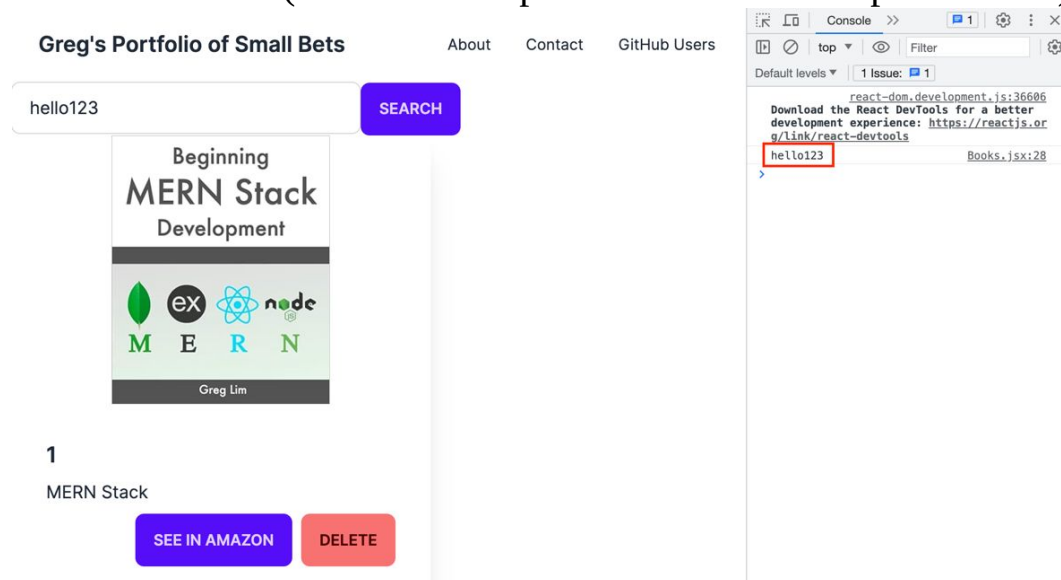 Greg's Portfolio of Small Bets
About Contact GitHub Users
hello123
SEARCH
Beginning
MERN Stack
Development
ex
node
JS
M E R N
Greg Lim
1
MERN Stack
SEE IN AMAZON
DELETE
Console
1
top
Filter
Default levels
1 Issue: 1
react-dom.development.js:36606
Download the React DevTools for a better
development experience: https://reactjs.or
g/link/react-devtools
hello123
Books.jsx:28